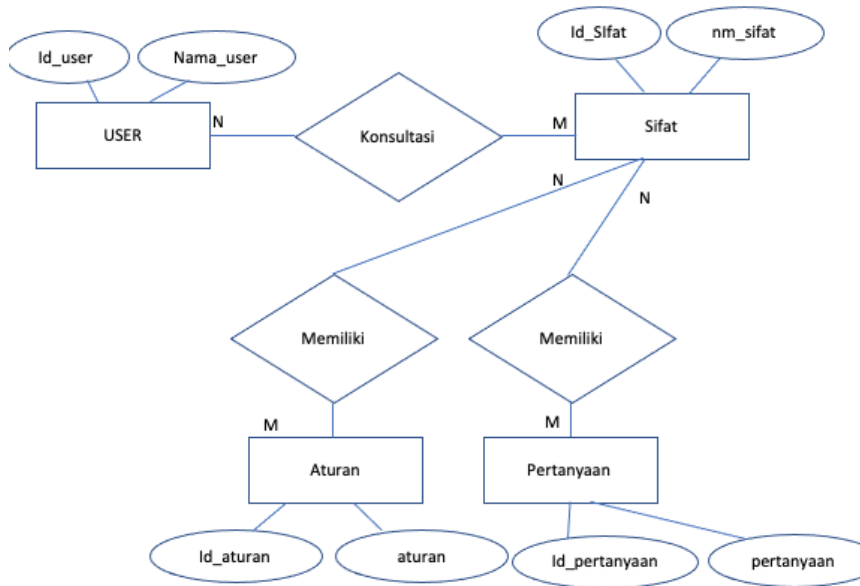 Id_user
Nama_user
Id_SIfat
nm_sifat
USER
N
Konsultasi
M
Sifat
N
N
Memiliki
Memiliki
M
M
Aturan
Pertanyaan
Id_aturan
aturan
Id_pertanyaan
pertanyaan